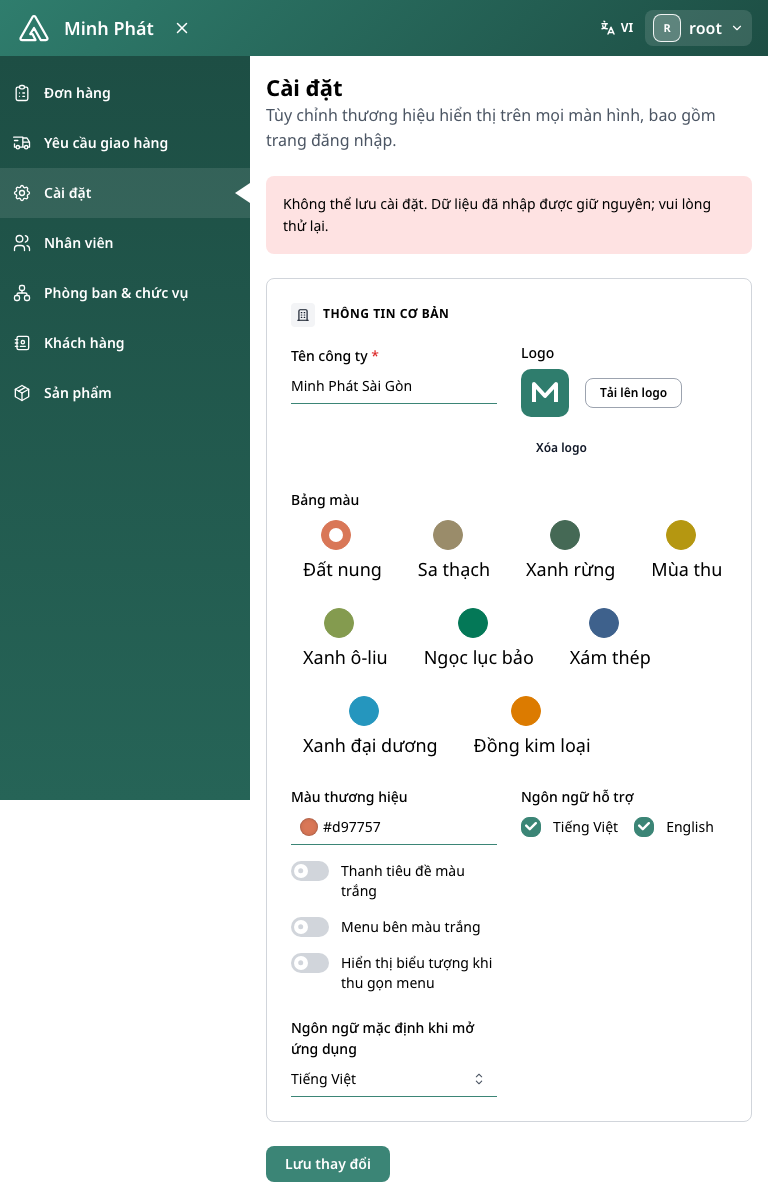 Minh Phát
VI
R
root
Đơn hàng
Yêu cầu giao hàng
Cài đặt
Nhân viên
Phòng ban & chức vụ
Khách hàng
Sản phẩm
Cài đặt
Tùy chỉnh thương hiệu hiển thị trên mọi màn hình, bao gồm
trang đăng nhập.
Không thể lưu cài đặt. Dữ liệu đã nhập được giữ nguyên; vui lòng
thử lại.
THÔNG TIN CƠ BẢN
Tên công ty *
Minh Phát Sài Gòn
Logo
M
Tải lên logo
Xóa logo
Bảng màu
Đất nung
Sa thạch
Xanh rừng
Mùa thu
Xanh ô-liu
Ngọc lục bảo
Xám thép
Xanh đại dương
Đồng kim loại
Màu thương hiệu
#d97757
Ngôn ngữ hỗ trợ
Tiếng Việt
English
Thanh tiêu đề màu
trắng
Menu bên màu trắng
Hiển thị biểu tượng khi
thu gọn menu
Ngôn ngữ mặc định khi mở
ứng dụng
Tiếng Việt
Lưu thay đổi